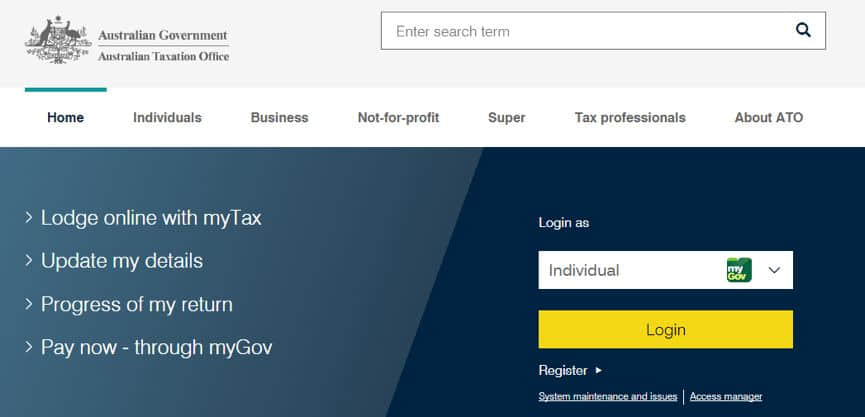 Australian Government
Australian Taxation Office
Enter search term
Home Individuals Business Not-for-profit Super Tax professionals About ATO
Lodge online with myTax
Update my details
Progress of my return
Pay now - through myGov
Login as
Individual
my
Gov
Login
Register
System maintenance and issues Access manager